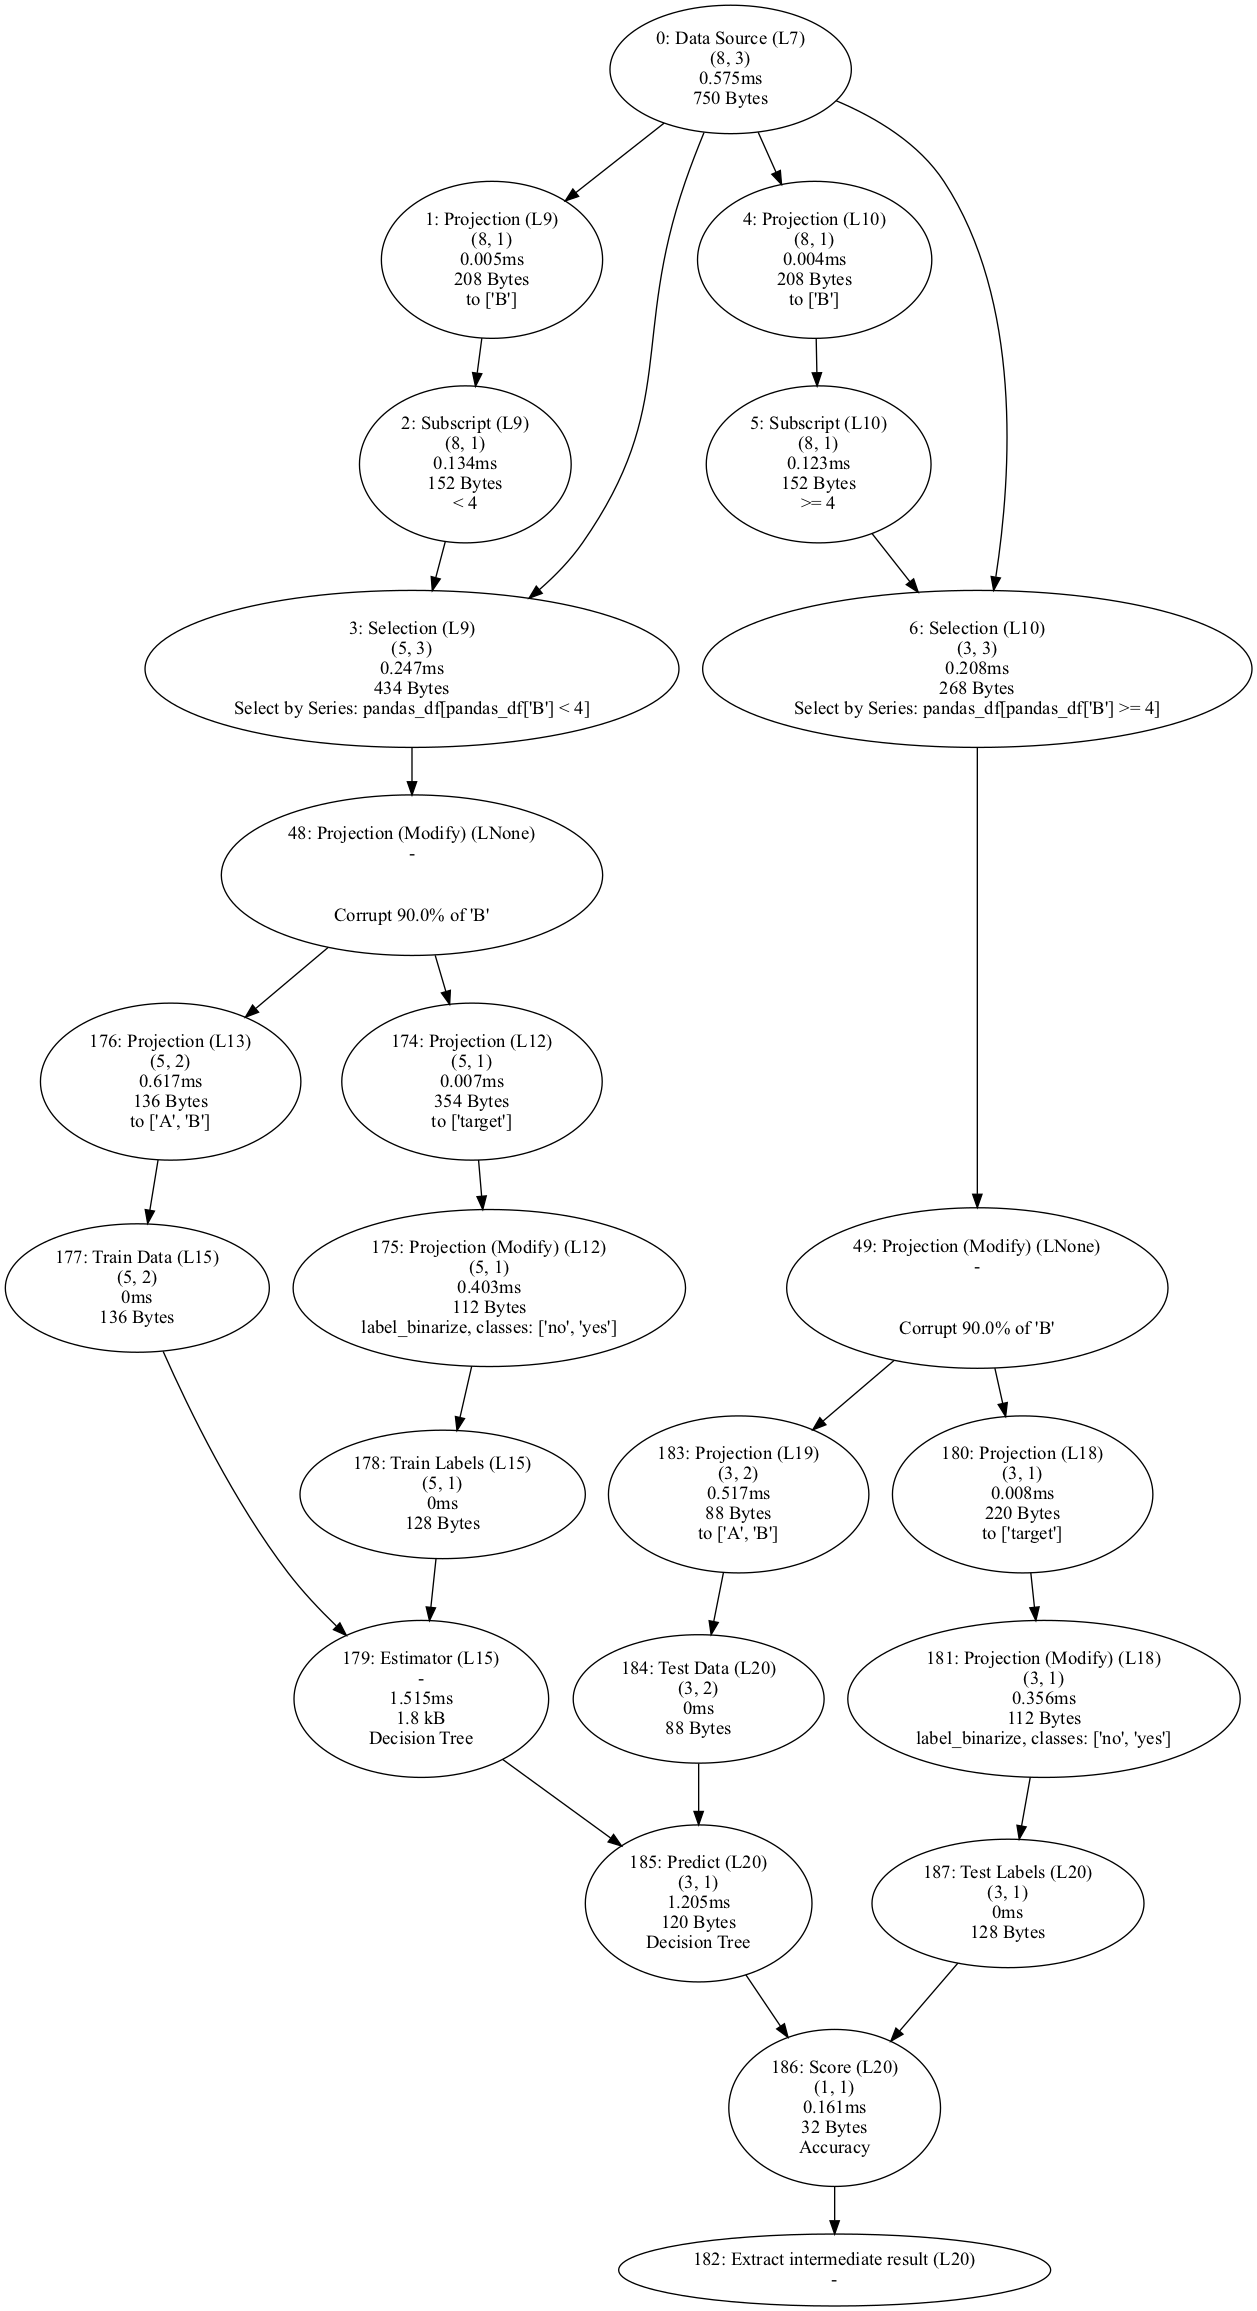 0: Data Source (L7)
(8, 3)
0.575ms
750 Bytes
1: Projection (L9)
(8, 1)
0.005ms
208 Bytes
to ['B']
4: Projection (L10)
(8, 1)
0.004ms
208 Bytes
to ['B']
2: Subscript (L9)
(8, 1)
0.134ms
152 Bytes
< 4
5: Subscript (L10)
(8, 1)
0.123ms
152 Bytes
>= 4
3: Selection (L9)
(5, 3)
0.247ms
434 Bytes
Select by Series: pandas_df[pandas_df['B'] < 4]
6: Selection (L10)
(3, 3)
0.208ms
268 Bytes
Select by Series: pandas_df[pandas_df['B'] >= 4]
48: Projection (Modify) (LNone)
-
Corrupt 90.0% of 'B'
176: Projection (L13)
(5, 2)
0.617ms
136 Bytes
to ['A', 'B']
174: Projection (L12)
(5, 1)
0.007ms
354 Bytes
to ['target']
177: Train Data (L15)
(5, 2)
0ms
136 Bytes
175: Projection (Modify) (L12)
(5, 1)
0.403ms
112 Bytes
label_binarize, classes: ['no', 'yes']
49: Projection (Modify) (LNone)
-
Corrupt 90.0% of 'B'
178: Train Labels (L15)
(5, 1)
0ms
128 Bytes
183: Projection (L19)
(3, 2)
0.517ms
88 Bytes
to ['A', 'B']
180: Projection (L18)
(3, 1)
0.008ms
220 Bytes
to ['target']
179: Estimator (L15)
-
1.515ms
1.8 kB
Decision Tree
184: Test Data (L20)
(3, 2)
0ms
88 Bytes
181: Projection (Modify) (L18)
(3, 1)
0.356ms
112 Bytes
label_binarize, classes: ['no', 'yes']
185: Predict (L20)
(3, 1)
1.205ms
120 Bytes
Decision Tree
187: Test Labels (L20)
(3, 1)
0ms
128 Bytes
186: Score (L20)
(1, 1)
0.161ms
32 Bytes
Accuracy
182: Extract intermediate result (L20)
-